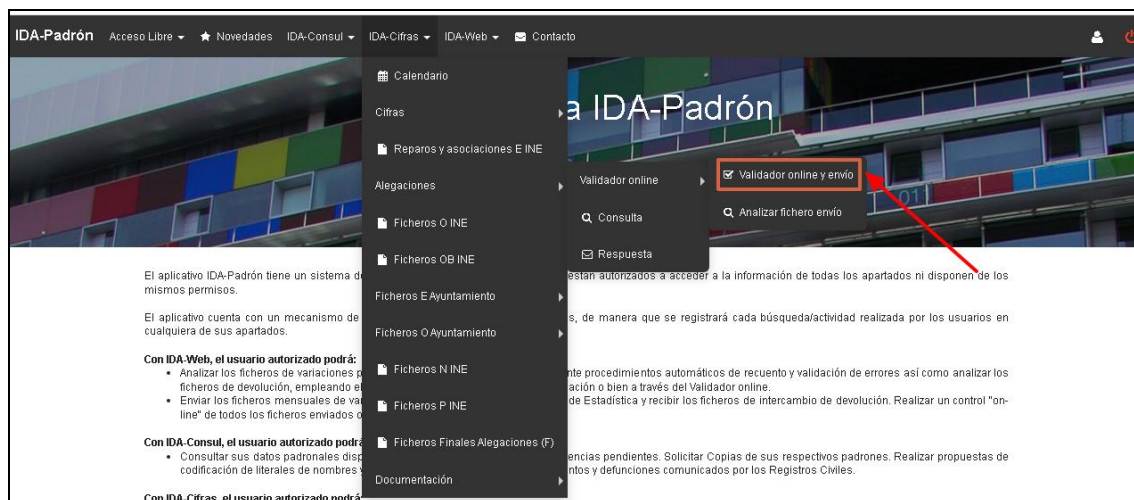 IDA-Padrón Acceso Libre Novedades IDA-Consul IDA-Cifras IDA-Web Contacto
a IDA-Padrón
Calendario
Cifras
Reparos y asociaciones E INE
Alegaciones
Ficheros O INE
Ficheros OB INE
Ficheros E Ayuntamiento
Ficheros O Ayuntamiento
Ficheros N INE
Ficheros P INE
Ficheros Finales Alegaciones (F)
Documentación
Validador online
Consulta
Respuesta
Validador online y envío
Analizar fichero envío
01
El aplicativo IDA-Padrón tiene un sistema de están autorizados a acceder a la información de todas los apartados ni disponen de los
mismos permisos.
El aplicativo cuenta con un mecanismo de s, de manera que se registrará cada búsqueda/actividad realizada por los usuarios en
cualquiera de sus apartados.
Con IDA-Web, el usuario autorizado podrá:
• Analizar los ficheros de variaciones nte procedimientos automáticos de recuento y validación de errores así como analizar los
ficheros de devolución, empleando ación o bien a través del Validador online.
• Enviar los ficheros mensuales de de Estadística y recibir los ficheros de intercambio de devolución. Realizar un control "on-
line" de todos los ficheros enviados
Con IDA-Consul, el usuario autorizado podrá
• Consultar sus datos padronales encias pendientes. Solicitar Copias de sus respectivos padrones. Realizar propuestas de
codificación de literales de nombres ntos y defunciones comunicados por los Registros Civiles.
Con IDA-Cifras, el usuario autorizado podrá: